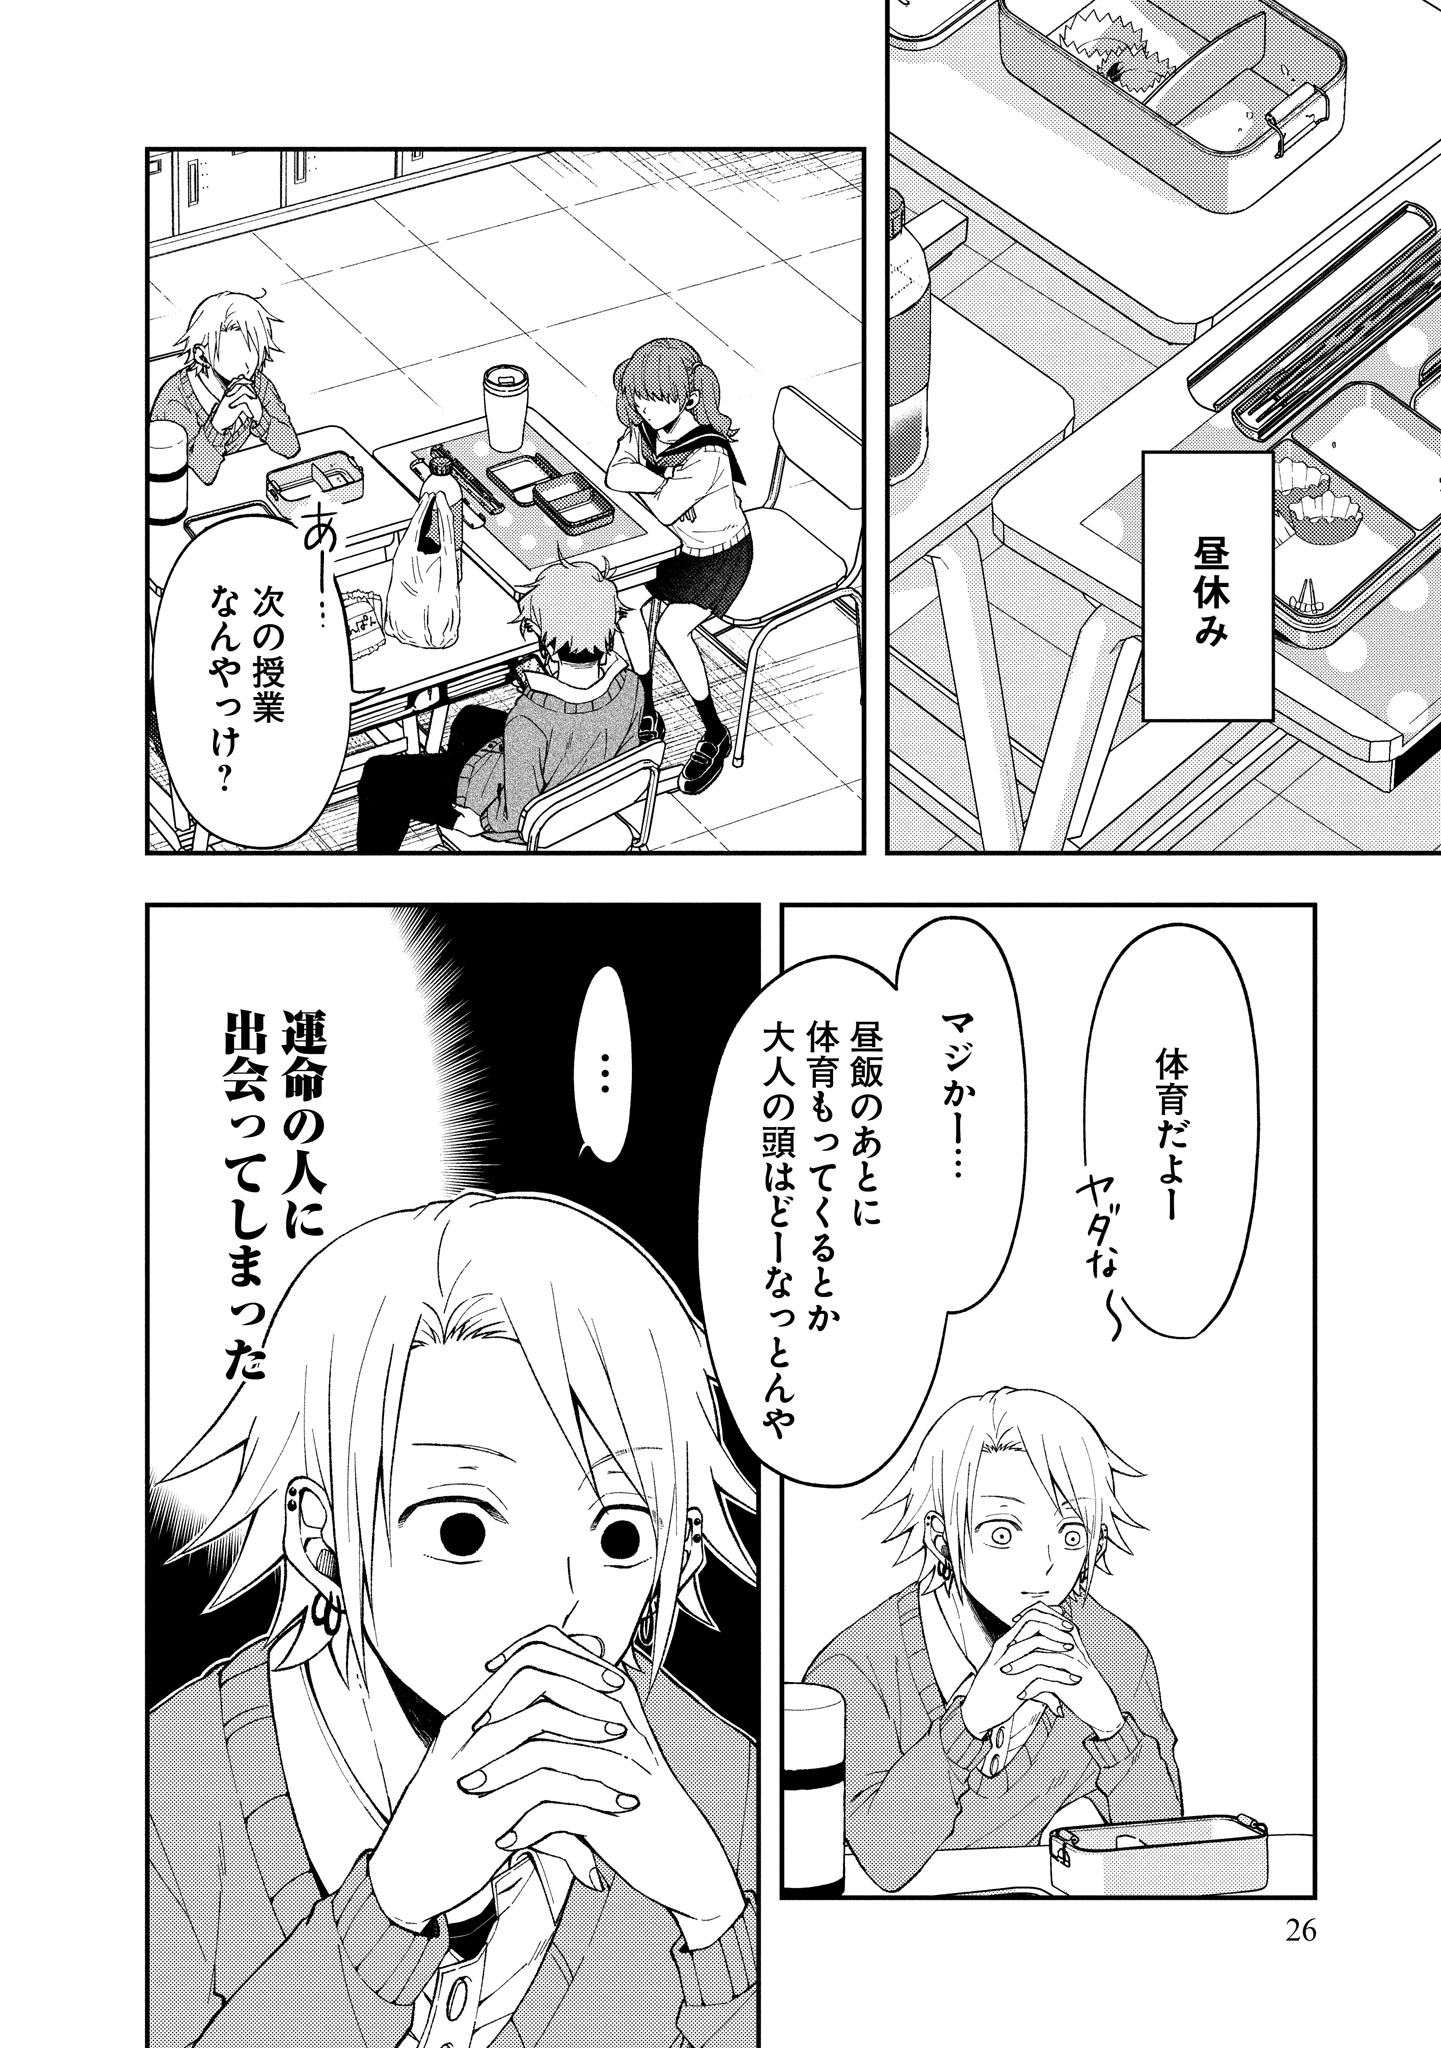 昼休み
あー…
次の授業
なんやっけ?
んぱん
体育だよー
ヤダな〜
マジかー…
昼飯のあとに
体育もってくるとか
大人の頭はどーなっとんや
…
運命の人に
出会ってしまった
26